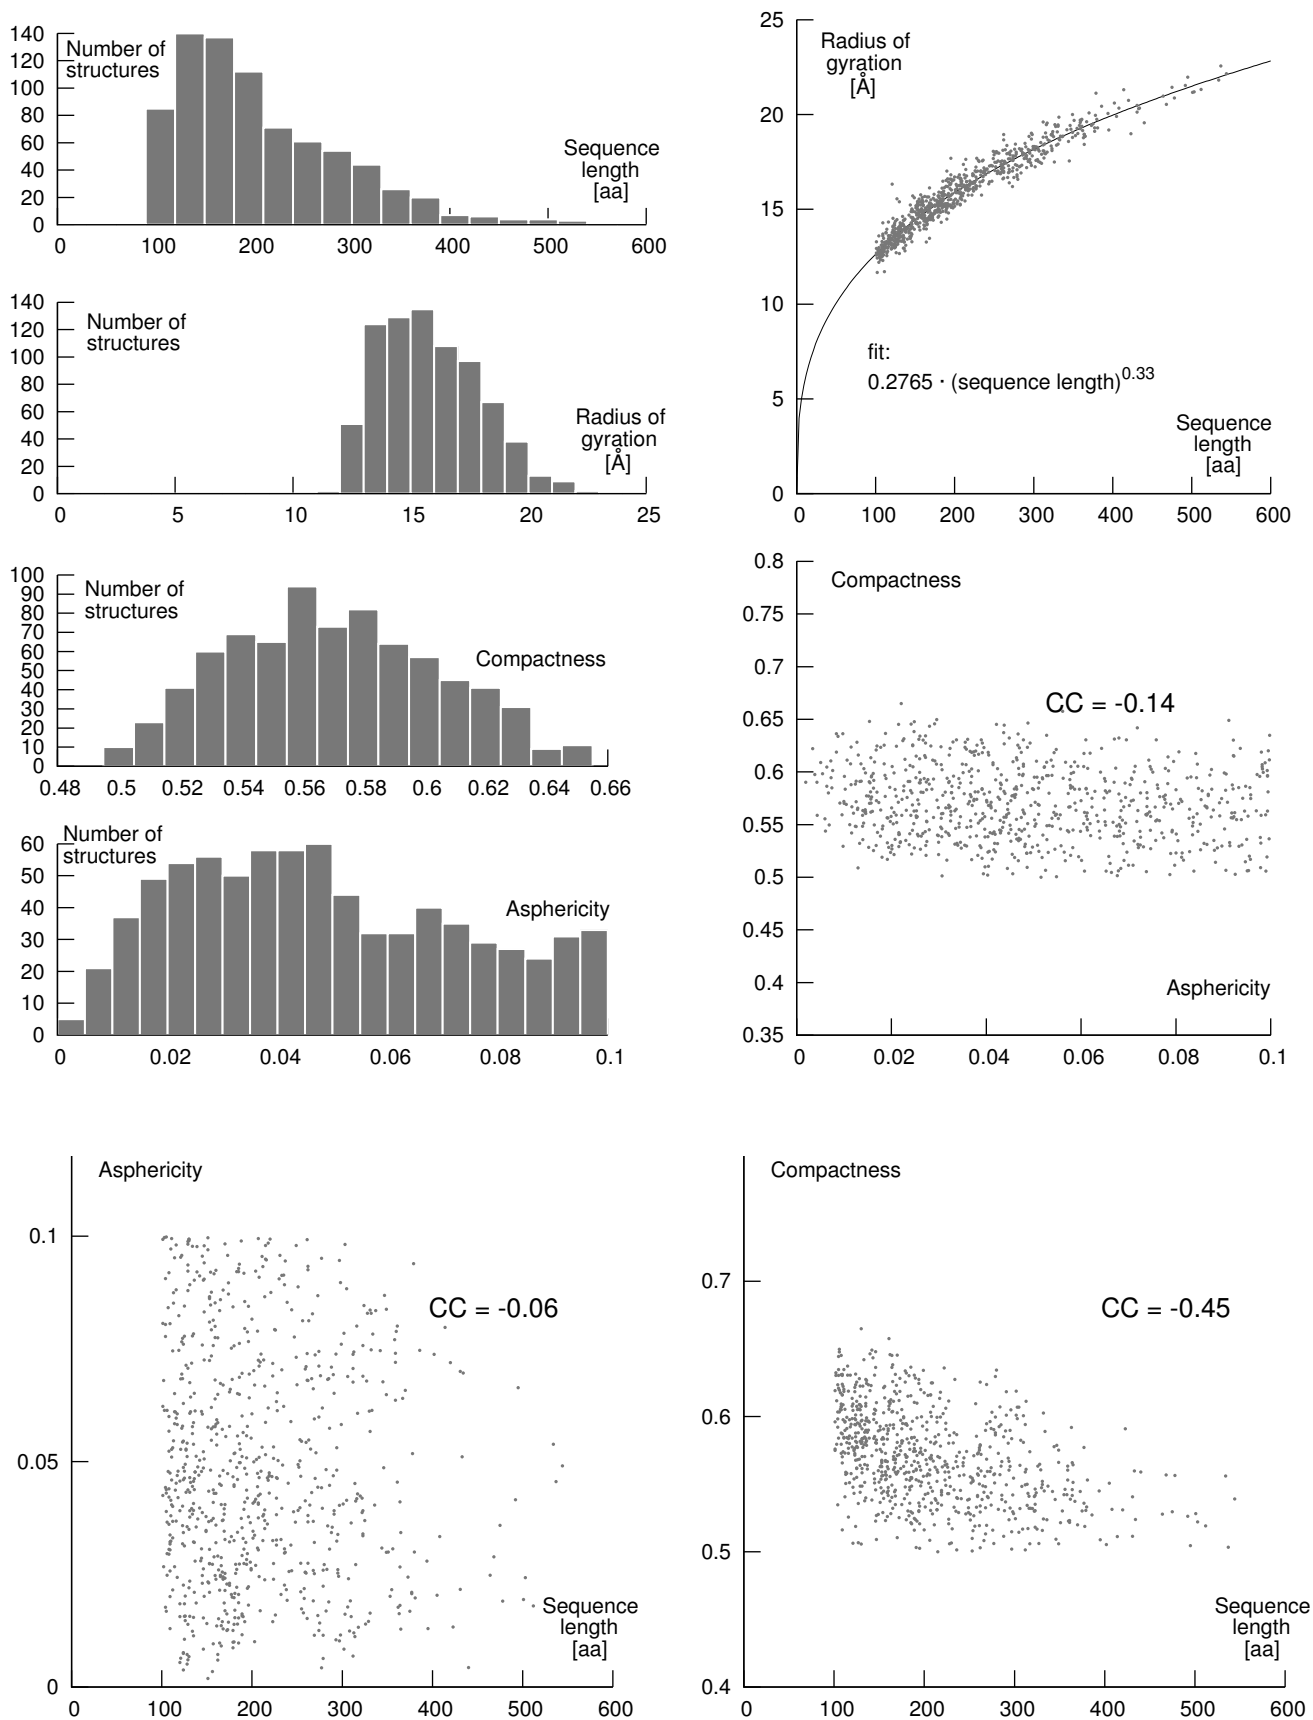 140
120
100
80
60
40
20
0
Number of
structures
Sequence
length
[aa]
0 100 200 300 400 500 600
25
20
15
10
5
0
Radius of
gyration
[Å]
fit:
0.2765 · (sequence length)^0.33
Sequence
length
[aa]
0 100 200 300 400 500 600
140
120
100
80
60
40
20
0
Number of
structures
Radius of
gyration
[Å]
0 5 10 15 20 25
100
90
80
70
60
50
40
30
20
10
0
Number of
structures
Compactness
0.48 0.5 0.52 0.54 0.56 0.58 0.6 0.62 0.64 0.66
0.8
0.75
0.7
0.65
0.6
0.55
0.5
0.45
0.4
0.35
Compactness
CC = -0.14
Asphericity
0 0.02 0.04 0.06 0.08 0.1
60
50
40
30
20
10
0
Number of
structures
Asphericity
0 0.02 0.04 0.06 0.08 0.1
Asphericity
0.1
0.05
0
CC = -0.06
Sequence
length
[aa]
0 100 200 300 400 500 600
Compactness
0.7
0.6
0.5
0.4
CC = -0.45
Sequence
length
[aa]
0 100 200 300 400 500 600